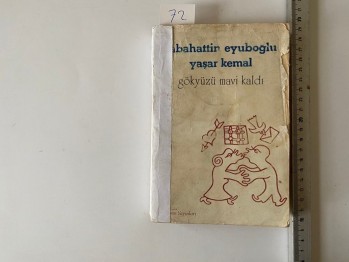 72
abahattin eyuboglu
yaşar kemal
gökyüzü mavi kaldı